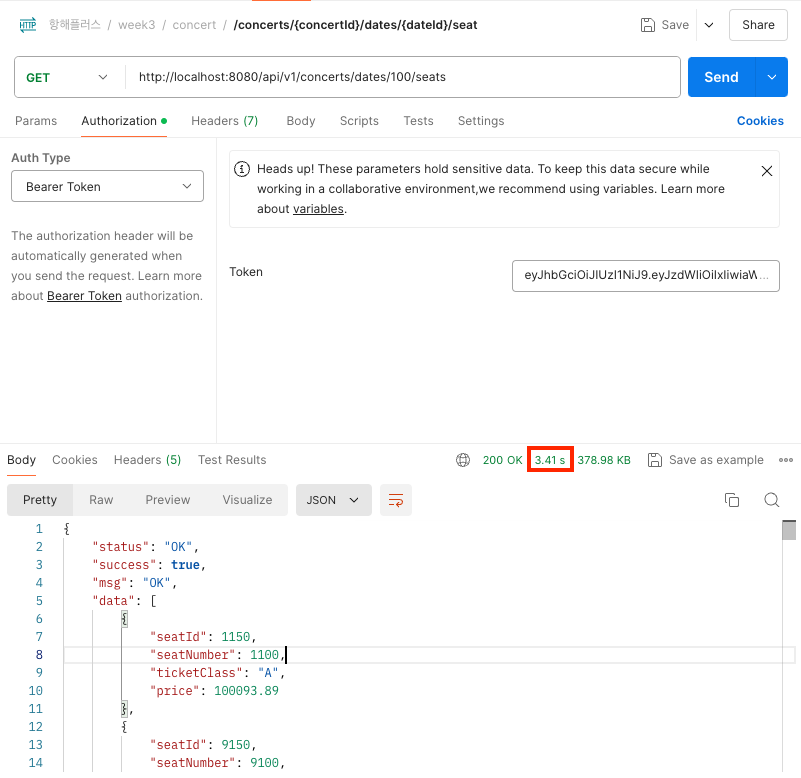 HTTP 항해플러스 / week3 / concert / /concerts/{concertId}/dates/{dateId}/seat Save Share
GET http://localhost:8080/api/v1/concerts/dates/100/seats Send
Params Authorization Headers (7) Body Scripts Tests Settings Cookies
Auth Type
Bearer Token
The authorization header will be
automatically generated when
you send the request. Learn more
about Bearer Token authorization.
Heads up! These parameters hold sensitive data. To keep this data secure while
working in a collaborative environment,we recommend using variables. Learn more
about variables.
Token eyJhbGciOiJIUzI1NiJ9.eyJzdWIiOiIxIiwiaW...
Body Cookies Headers (5) Test Results 200 OK 3.41 s 378.98 KB Save as example
Pretty Raw Preview Visualize JSON
1 {
2 "status": "OK",
3 "success": true,
4 "msg": "OK",
5 "data": [
6 {
7 "seatId": 1150,
8 "seatNumber": 1100,
9 "ticketClass": "A",
10 "price": 100093.89
11 },
12 {
13 "seatId": 9150,
14 "seatNumber": 9100,